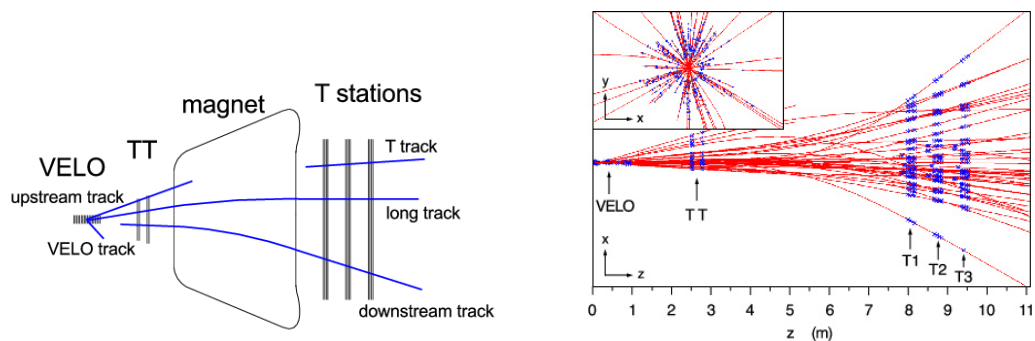 T stations
magnet
TT
VELO
T track
upstream track
long track
VELO track
downstream track
y
x
VELO
T T
T1
T2
T3
x
z
0 1 2 3 4 5 6 7 8 9 10 11
z (m)